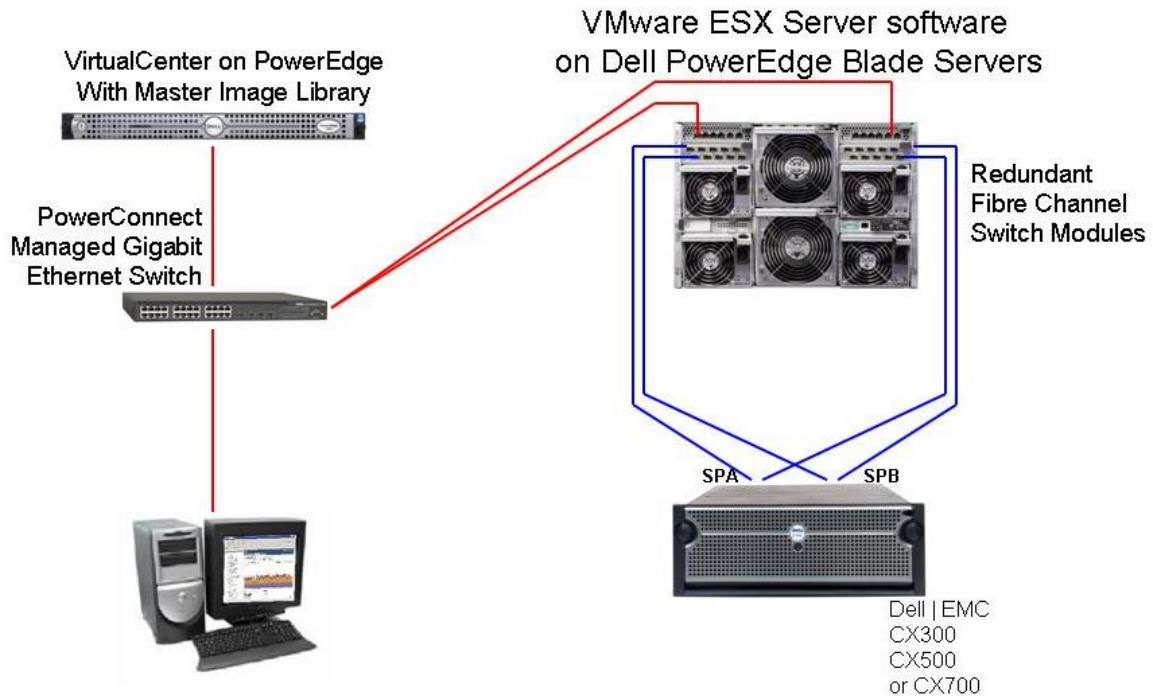 VMware ESX Server software
on Dell PowerEdge Blade Servers
VirtualCenter on PowerEdge
With Master Image Library
PowerConnect
Managed Gigabit
Ethernet Switch
Redundant
Fibre Channel
Switch Modules
SPA
SPB
Dell | EMC
CX300
CX500
or CX700